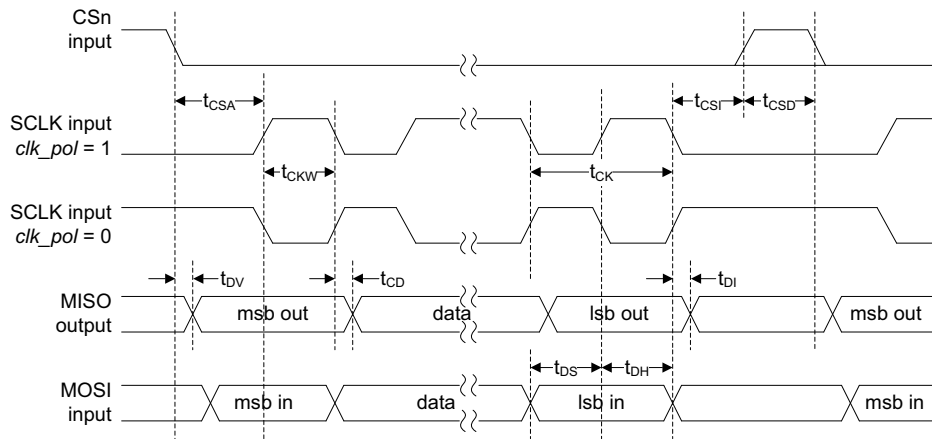 CSn
input
tCSA
tCSI
tCSD
SCLK input
clk_pol = 1
tCKW
tCK
SCLK input
clk_pol = 0
tDV
tCD
tDI
MISO
output
msb out
data
lsb out
msb out
tDS
tDH
MOSI
input
msb in
data
lsb in
msb in